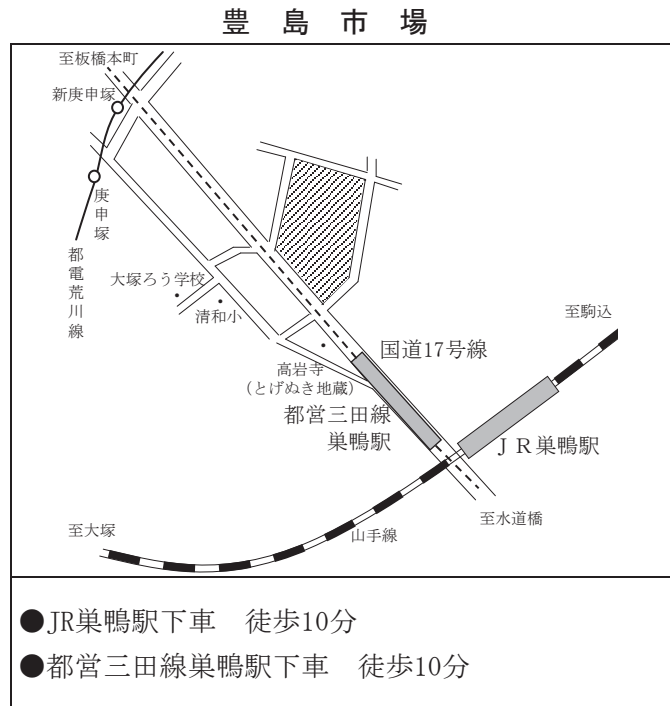 豊島市場
至板橋本町
新庚申塚
庚申塚
都電荒川線
大塚ろう学校
清和小
高岩寺
（とげぬき地蔵）
国道17号線
都営三田線
巣鴨駅
至駒込
ＪＲ巣鴨駅
至水道橋
山手線
至大塚
●JR巣鴨駅下車　徒歩10分
●都営三田線巣鴨駅下車　徒歩10分